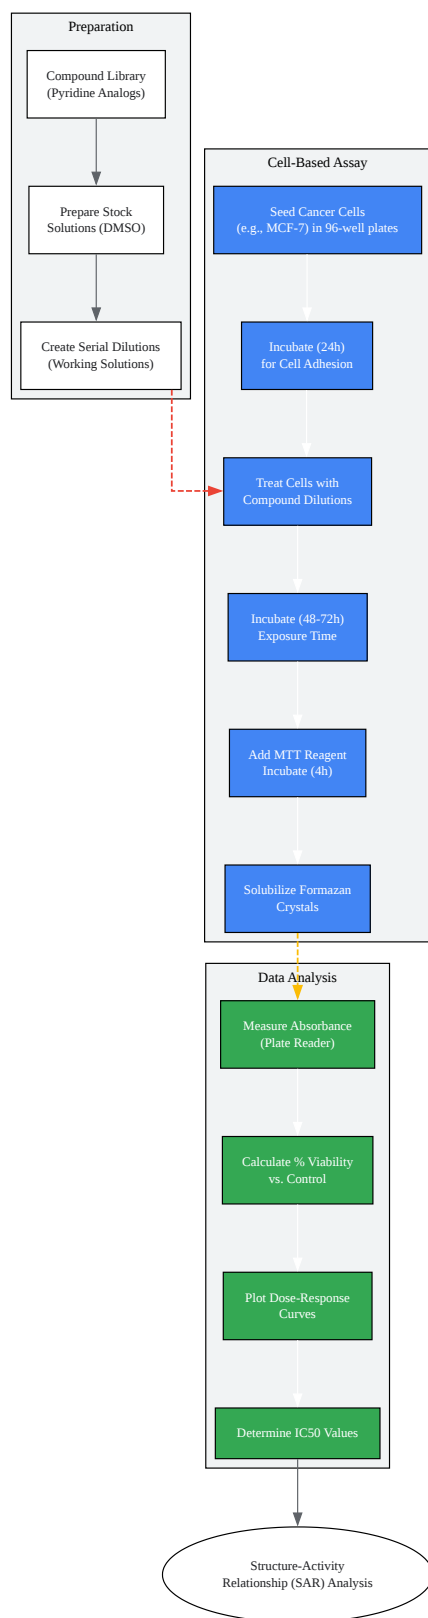 Preparation
Compound Library
(Pyridine Analogs)
Prepare Stock
Solutions (DMSO)
Create Serial Dilutions
(Working Solutions)
Cell-Based Assay
Seed Cancer Cells
(e.g., MCF-7) in 96-well plates
Incubate (24h)
for Cell Adhesion
Treat Cells with
Compound Dilutions
Incubate (48-72h)
Exposure Time
Add MTT Reagent
Incubate (4h)
Solubilize Formazan
Crystals
Data Analysis
Measure Absorbance
(Plate Reader)
Calculate % Viability
vs. Control
Plot Dose-Response
Curves
Determine IC50 Values
Structure-Activity
Relationship (SAR) Analysis